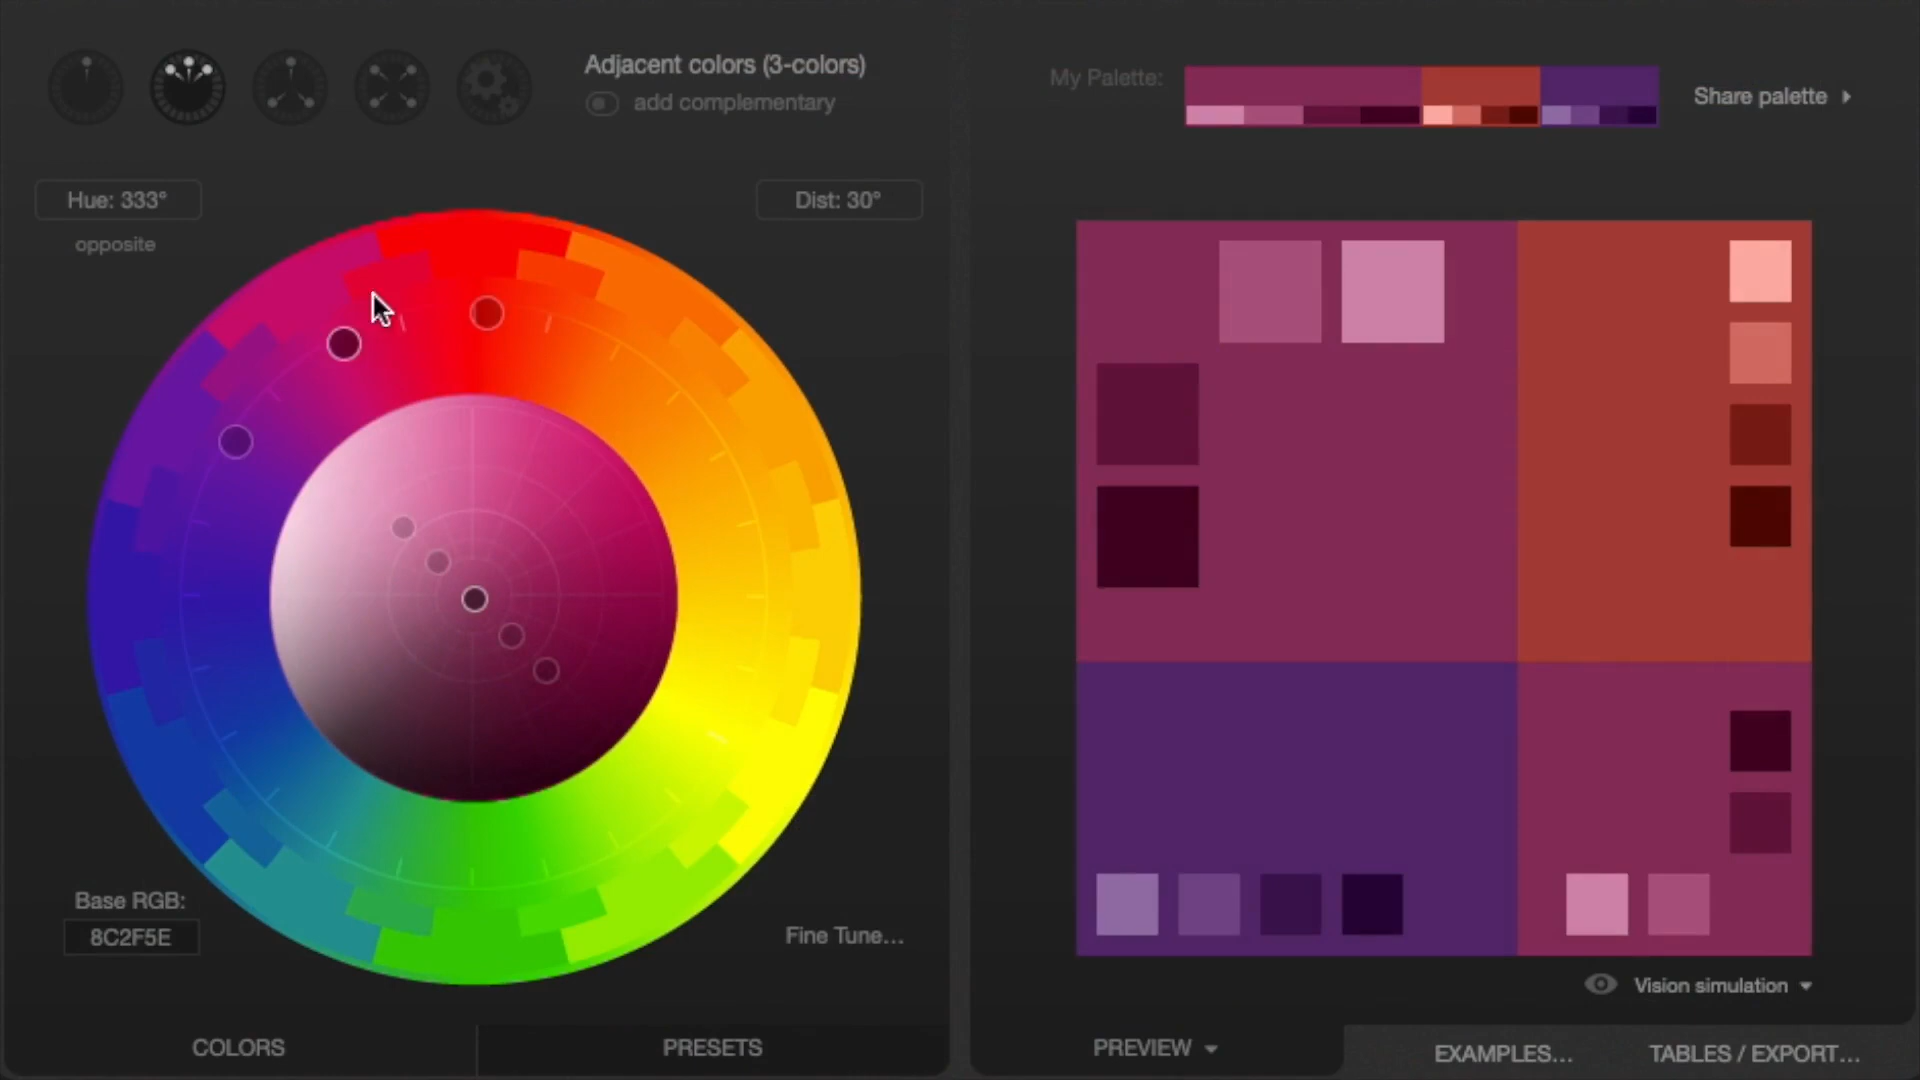 Adjacent colors (3-colors)
add complementary
Hue: 333°
opposite
Dist: 30°
Base RGB:
8C2F5E
Fine Tune...
COLORS
PRESETS
My Palette:
Share palette
Vision simulation
PREVIEW
EXAMPLES...
TABLES / EXPORT...